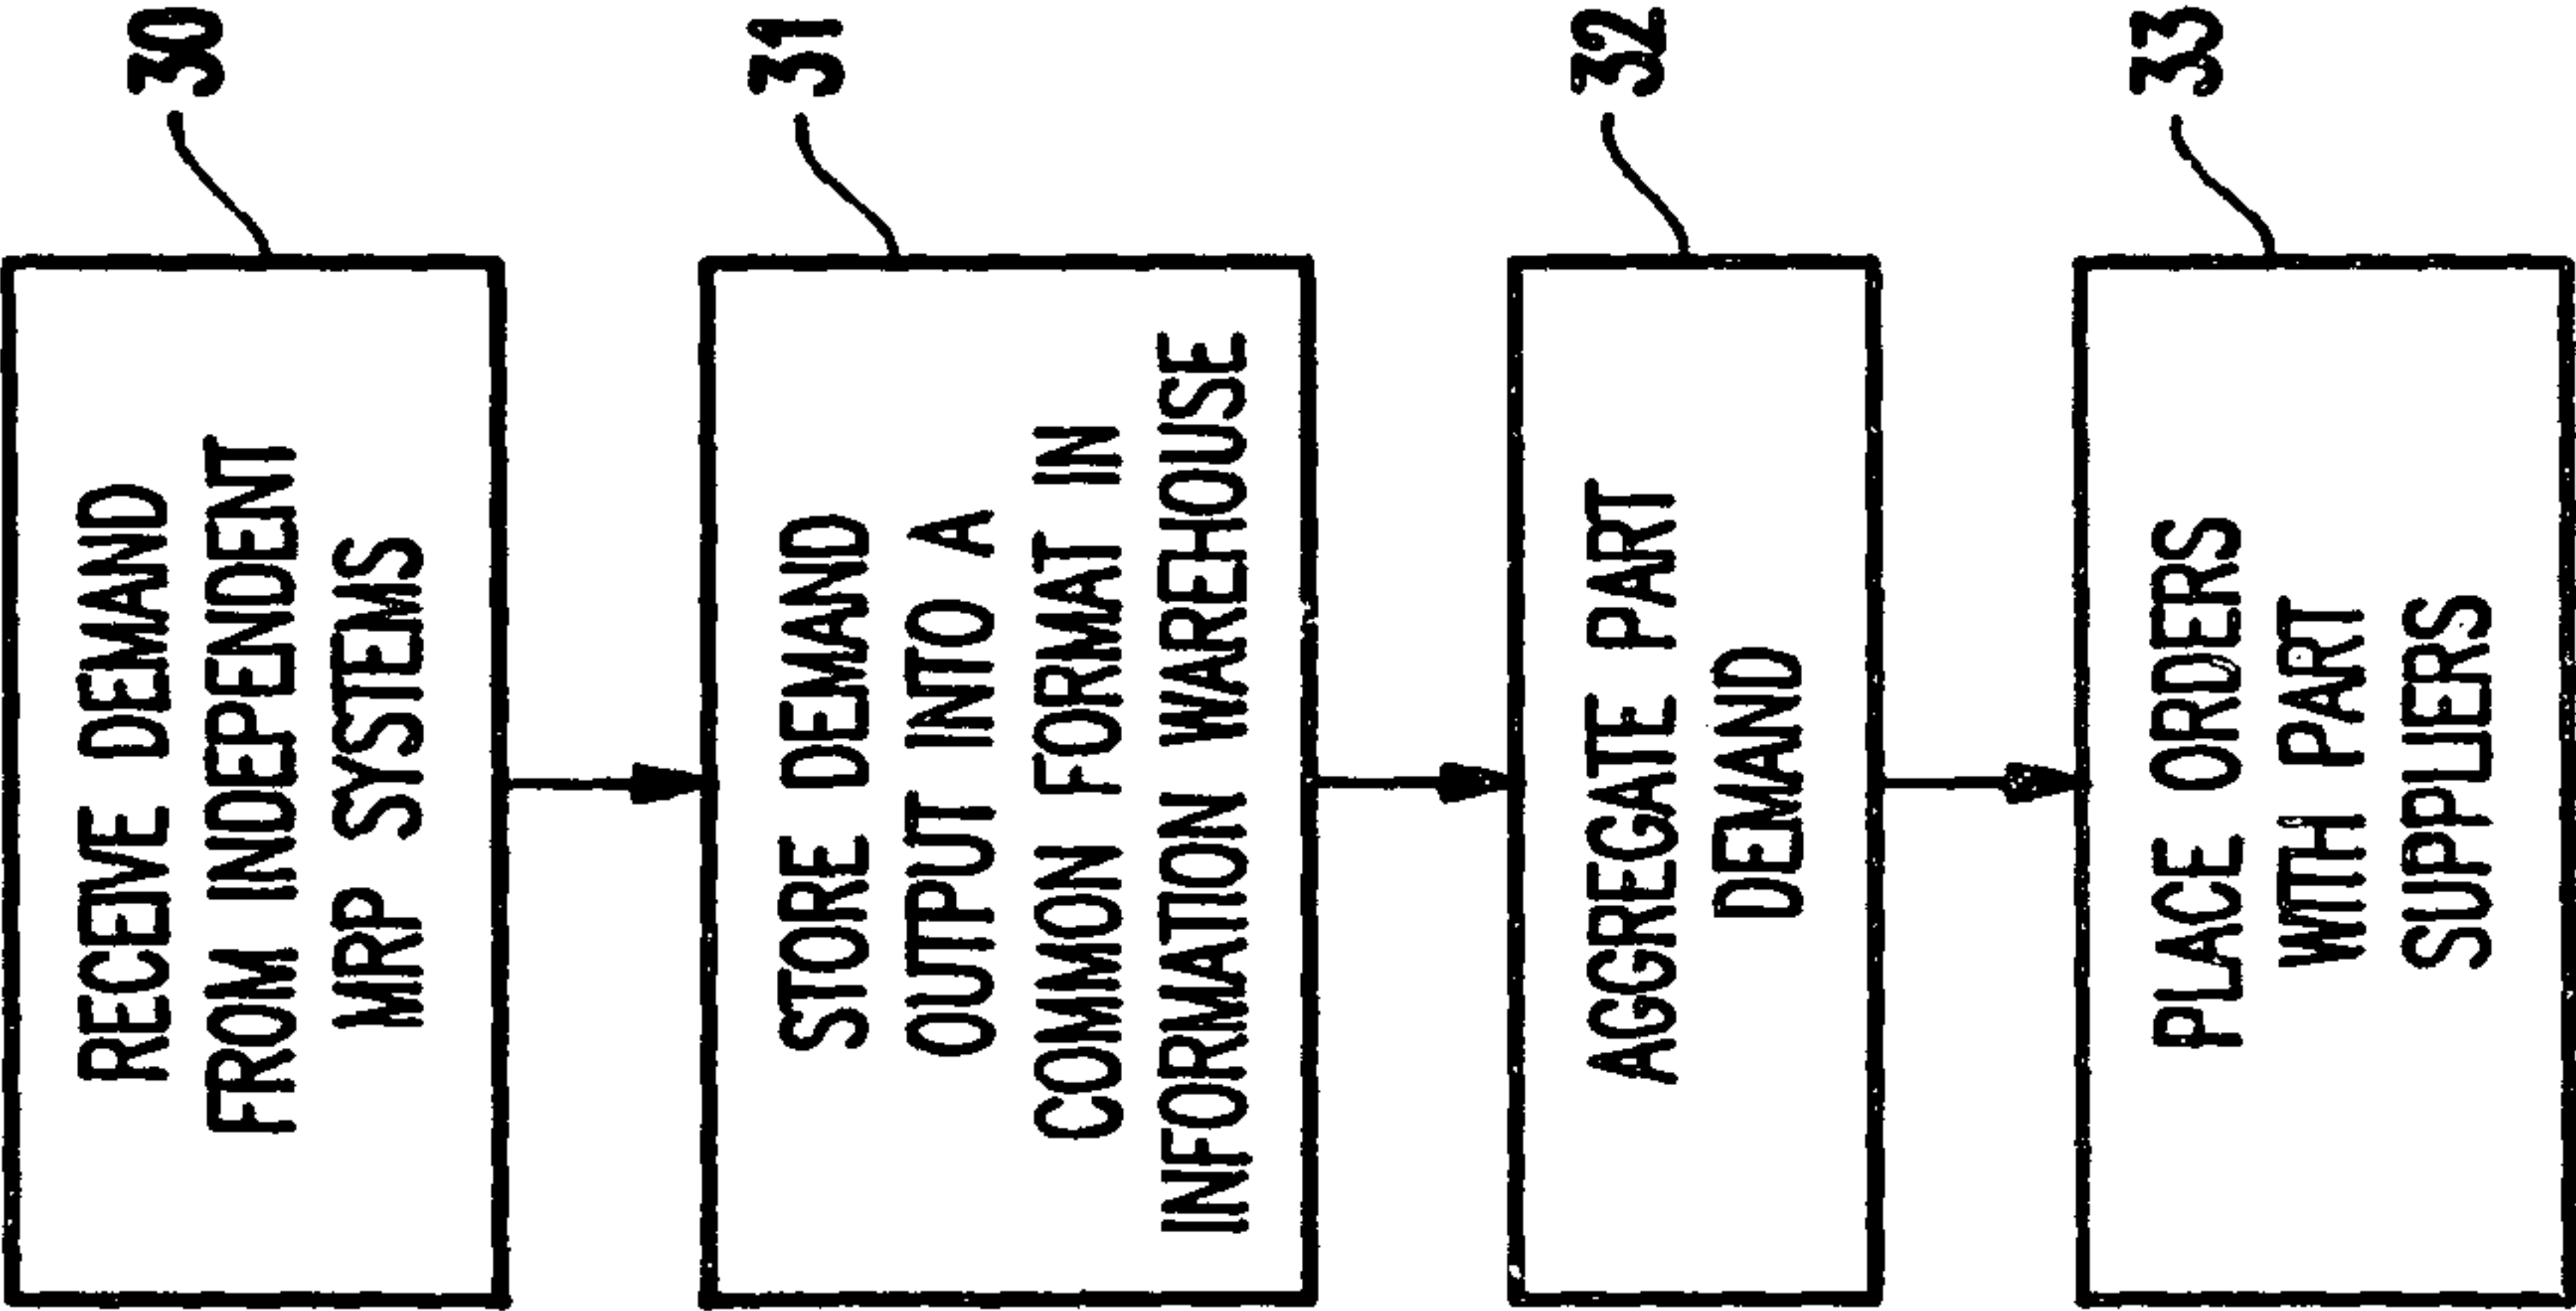 RECEIVE DEMAND
FROM INDEPENDENT
MRP SYSTEMS
30
STORE DEMAND
OUTPUT INTO A
COMMON FORMAT IN
INFORMATION WAREHOUSE
31
AGGREGATE PART
DEMAND
32
PLACE ORDERS
WITH PART
SUPPLIERS
33